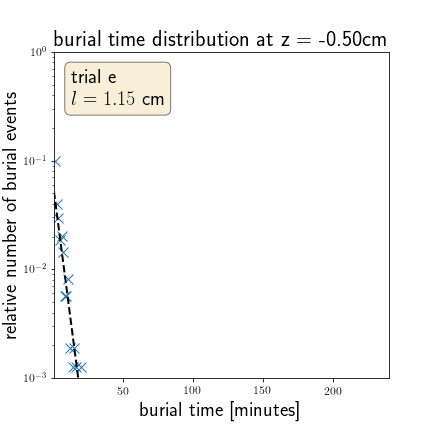 burial time distribution at z = -0.50cm
trial e
l = 1.15 cm
relative number of burial events
10⁰
10⁻¹
10⁻²
10⁻³
50 100 150 200
burial time [minutes]